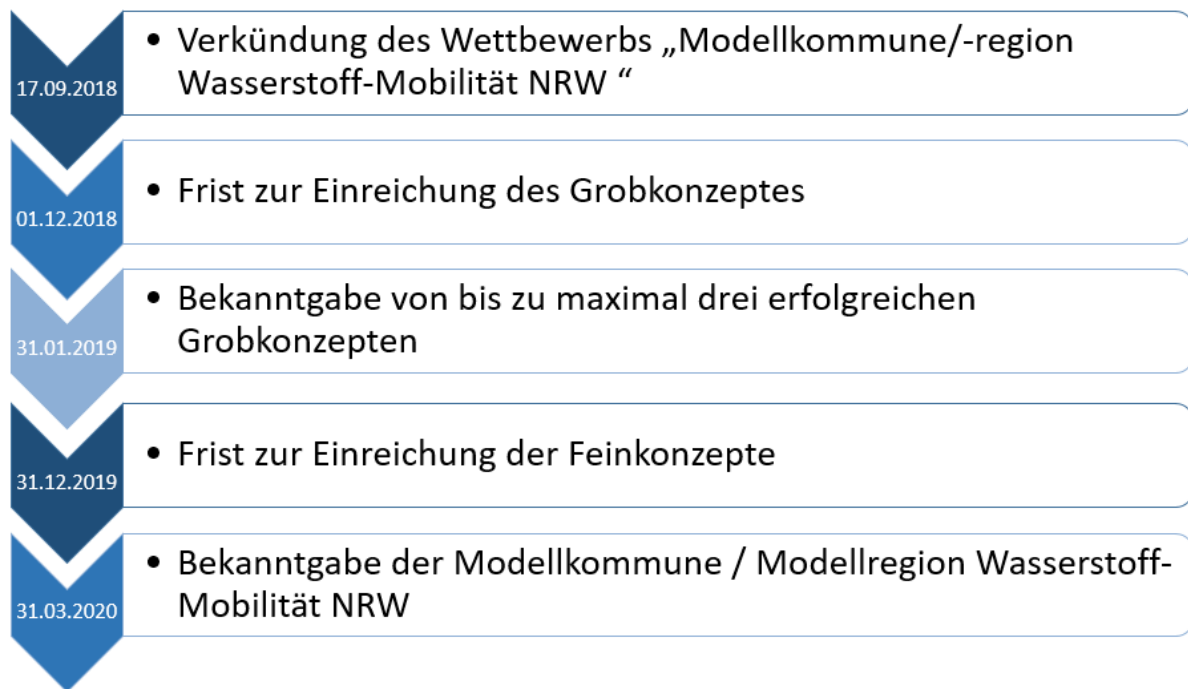 17.09.2018
• Verkündung des Wettbewerbs „Modellkommune/-region
Wasserstoff-Mobilität NRW “
01.12.2018
• Frist zur Einreichung des Grobkonzeptes
31.01.2019
• Bekanntgabe von bis zu maximal drei erfolgreichen
Grobkonzepten
31.12.2019
• Frist zur Einreichung der Feinkonzepte
31.03.2020
• Bekanntgabe der Modellkommune / Modellregion Wasserstoff-
Mobilität NRW